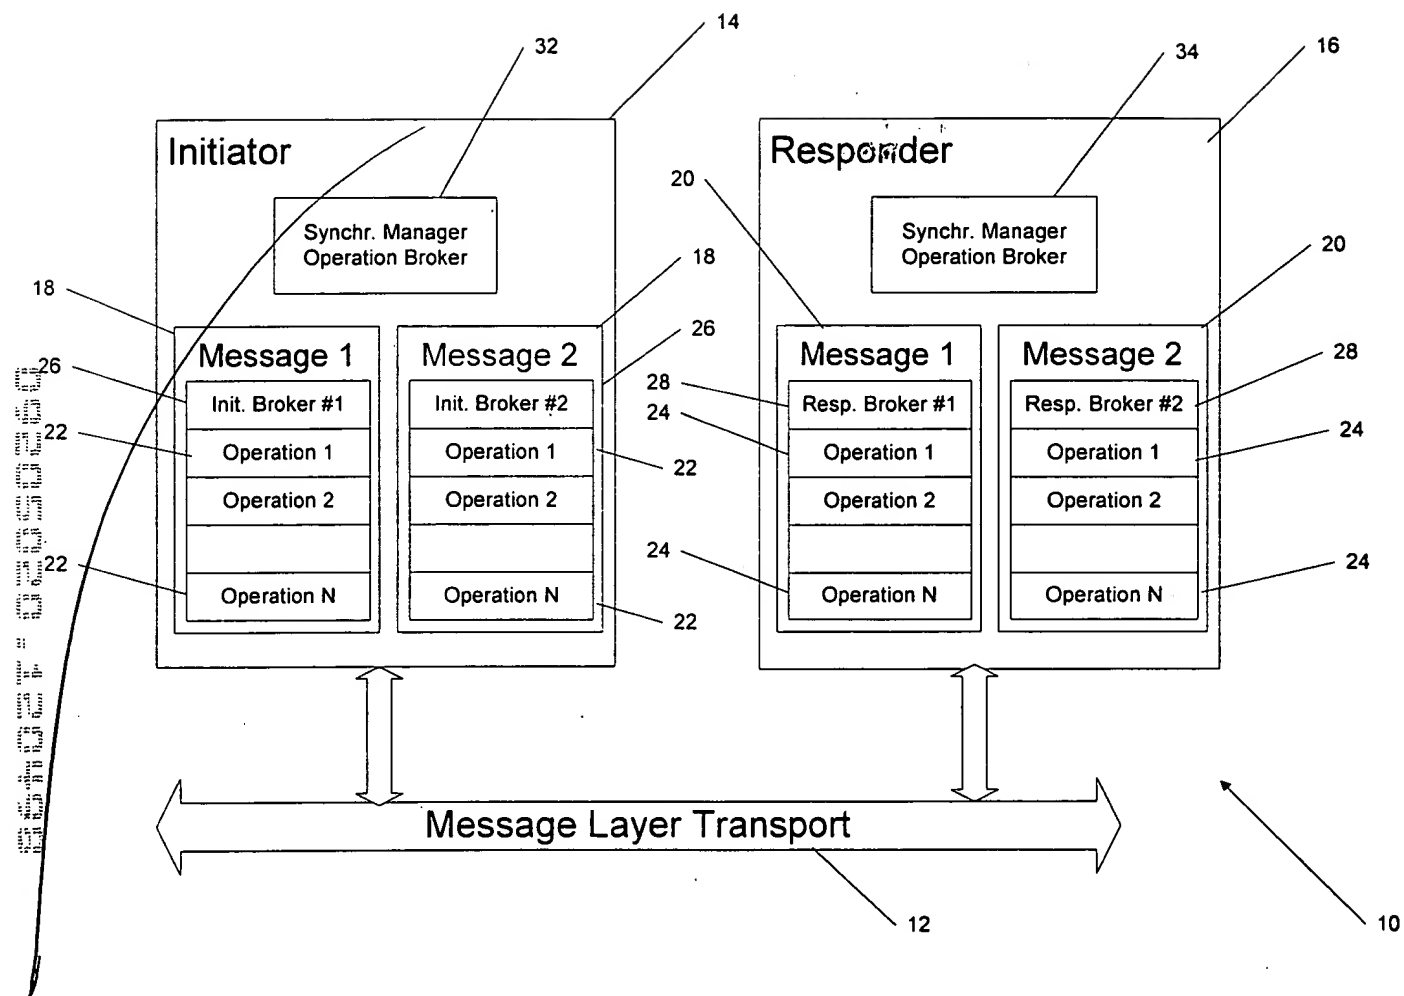 14
32
34
16
Initiator
Responder
20
Synchr. Manager
Operation Broker
Synchr. Manager
Operation Broker
18
18
20
26
Message 1
Message 2
26
Message 1
Message 2
28
28
Init. Broker #1
Init. Broker #2
Resp. Broker #1
Resp. Broker #2
22
24
24
Operation 1
Operation 1
22
Operation 1
Operation 1
Operation 2
Operation 2
Operation 2
Operation 2
22
24
24
Operation N
Operation N
22
Operation N
Operation N
Message Layer Transport
12
10